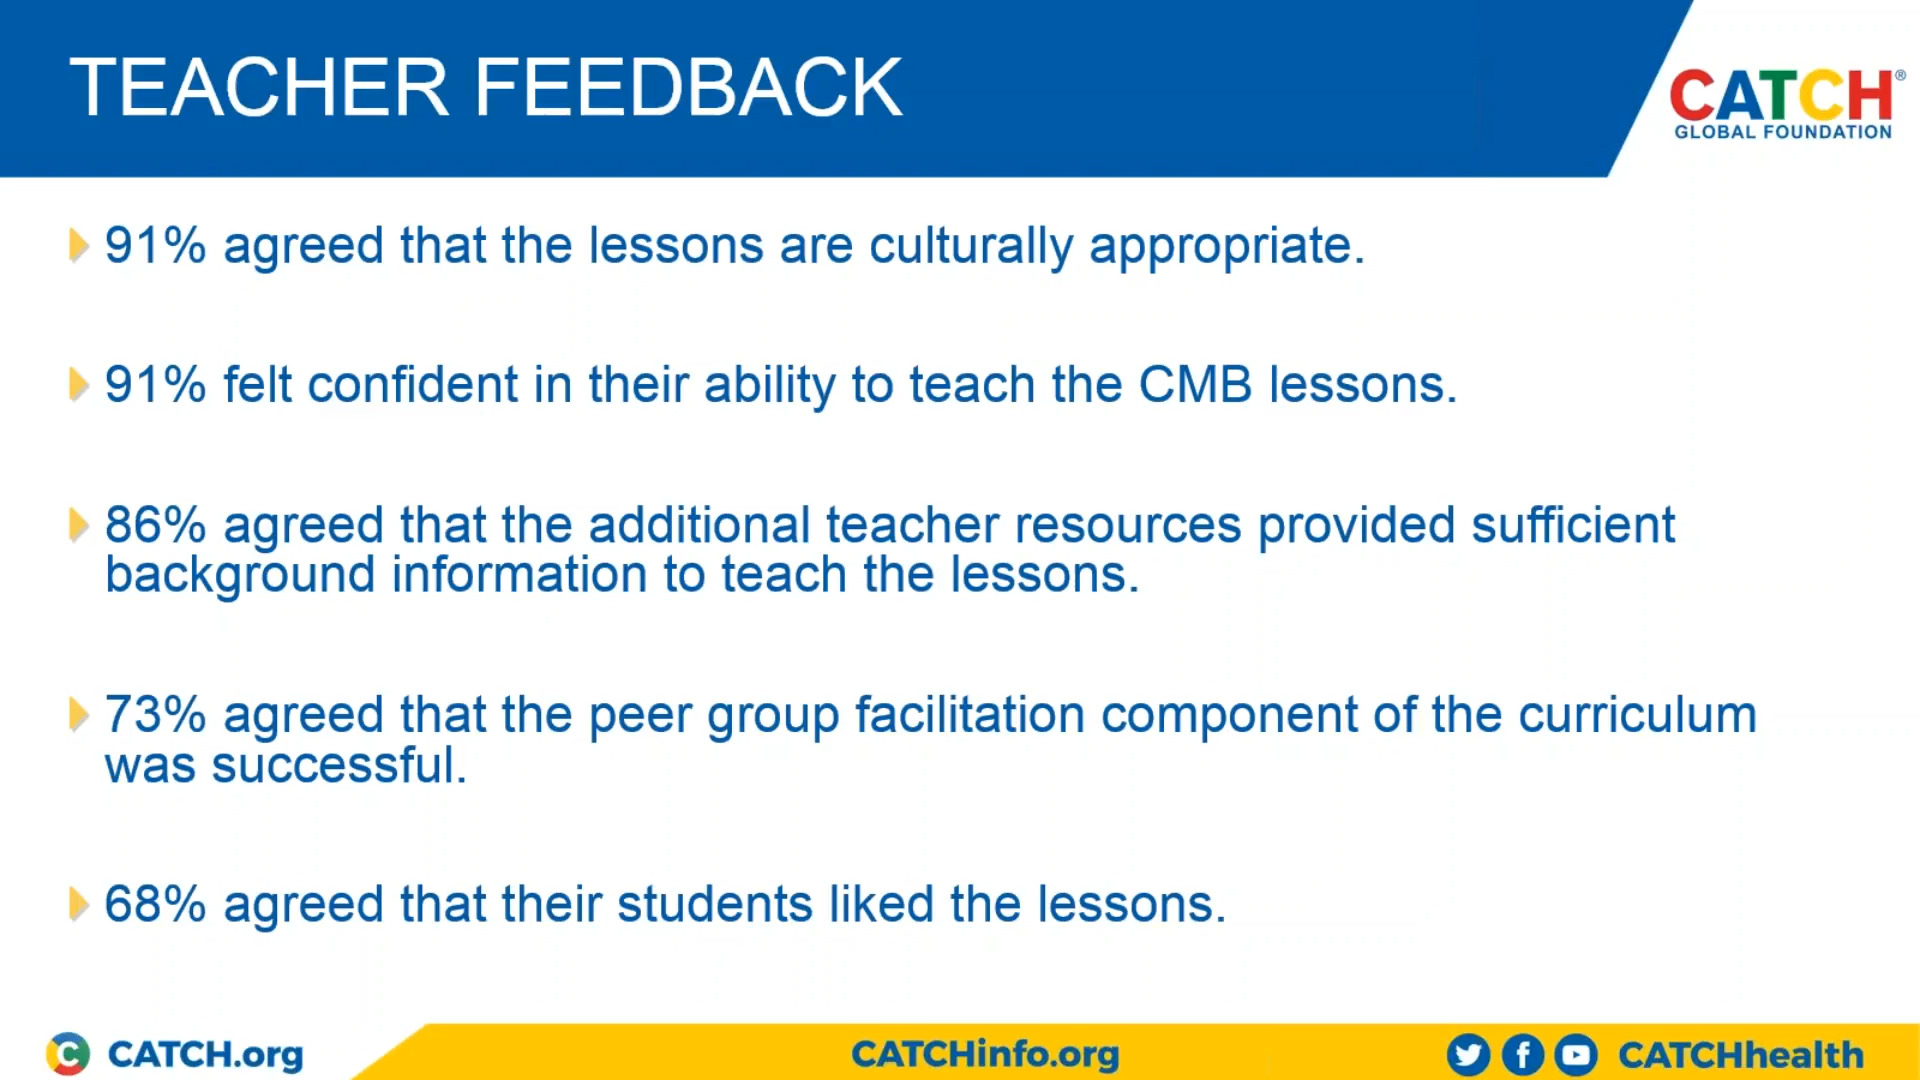 TEACHER FEEDBACK
CATCH®
GLOBAL FOUNDATION
91% agreed that the lessons are culturally appropriate.
91% felt confident in their ability to teach the CMB lessons.
86% agreed that the additional teacher resources provided sufficient
background information to teach the lessons.
73% agreed that the peer group facilitation component of the curriculum
was successful.
68% agreed that their students liked the lessons.
C CATCH.org
CATCHinfo.org
CATCHhealth